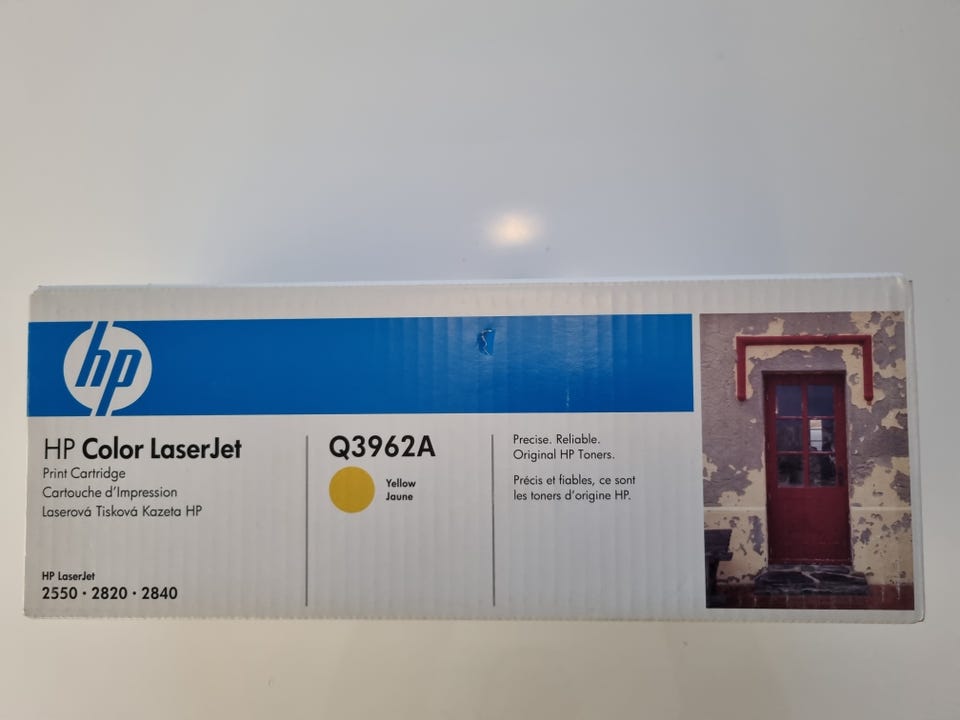 hp
HP Color LaserJet
Print Cartridge
Cartouche d'Impression
Laserová Tisková Kazeta HP
HP LaserJet
2550 · 2820 · 2840
Q3962A
Yellow
Jaune
Precise. Reliable.
Original HP Toners.
Précis et fiables, ce sont
les toners d'origine HP.